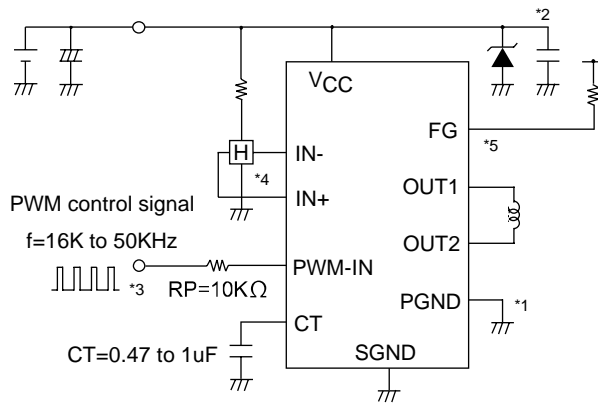 *2
VCC
FG
*5
H
IN-
*4
IN+
OUT1
PWM control signal
f=16K to 50KHz
OUT2
PWM-IN
*3
RP=10KΩ
PGND
*1
CT
CT=0.47 to 1uF
SGND